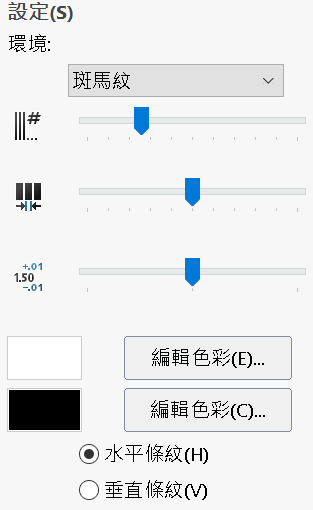 設定(S)
環境:
斑馬紋
#
+.01
1.50
-.01
編輯色彩(E)...
編輯色彩(C)...
水平條紋(H)
垂直條紋(V)